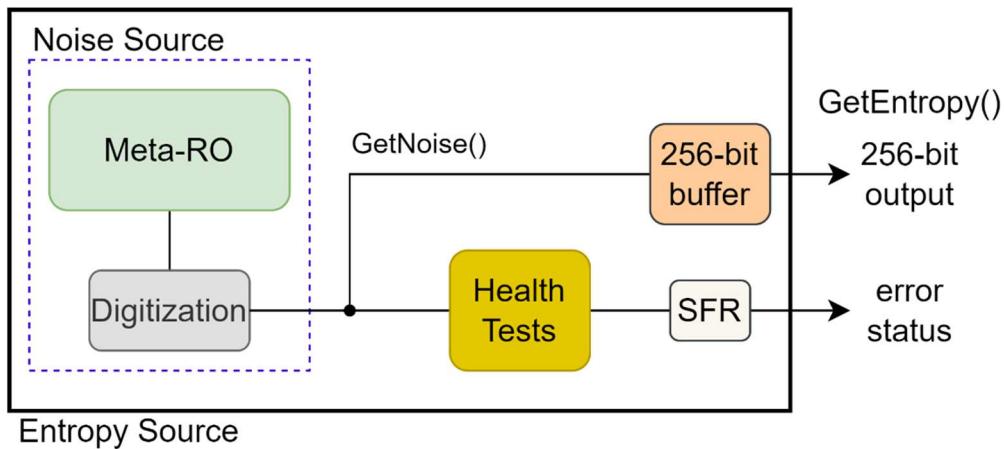 Noise Source
Meta-RO
Digitization
GetNoise()
256-bit
buffer
Health
Tests
SFR
GetEntropy()
256-bit
output
error
status
Entropy Source